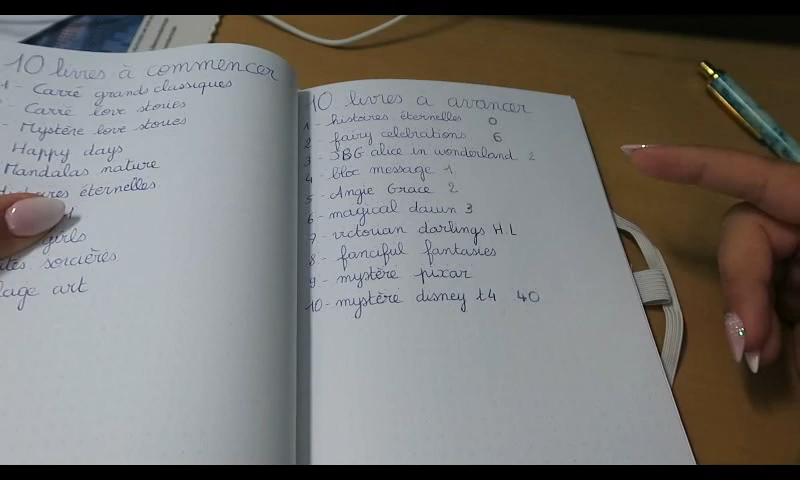 10 livres à commencer
1 - Carré grands classiques
- Carré love stories
- Mystère love stories
Happy days
Mandalas nature
Histoires éternelles
girls
sorcières
art
10 livres a avancer
1 - histoires éternelles 0
2 - fairy celebrations 6
3 - JBG alice in wonderland 2
4 - bloc message 1
5 - Angie Grace 2
6 - magical dawn 3
7 - victorian darlings H.L
8 - fanciful fantasies
9 - mystère pixar
10 - mystère disney t4 40